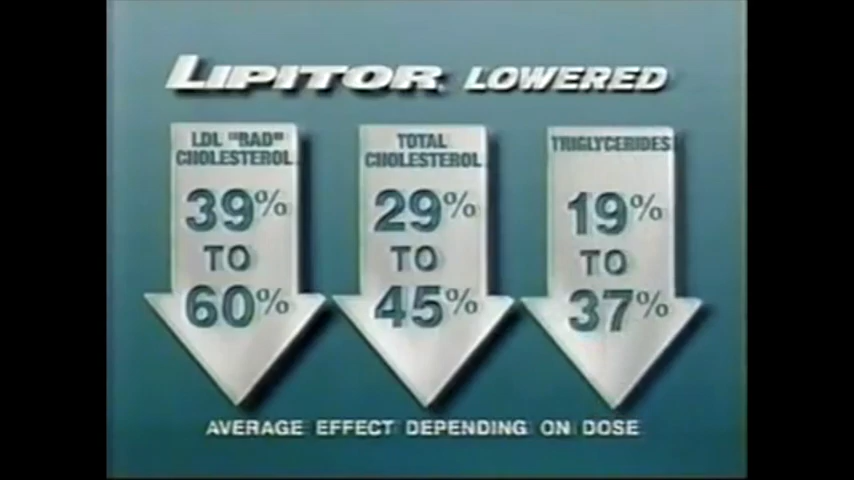 LIPITOR LOWERED
LDL "BAD"
CHOLESTEROL
39%
TO
60%
TOTAL
CHOLESTEROL
29%
TO
45%
TRIGLYCERIDES
19%
TO
37%
AVERAGE EFFECT DEPENDING ON DOSE